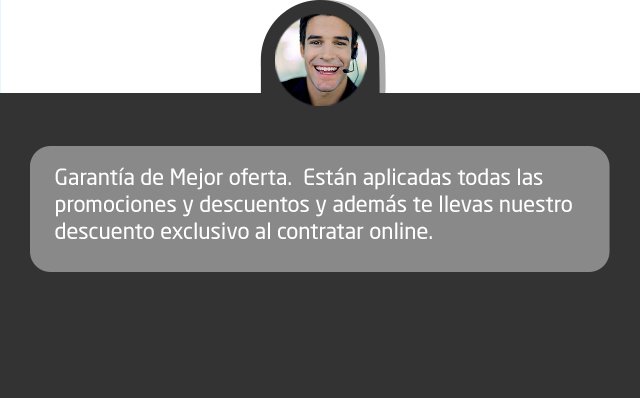 Garantía de Mejor oferta.  Están aplicadas todas las
promociones y descuentos y además te llevas nuestro
descuento exclusivo al contratar online.